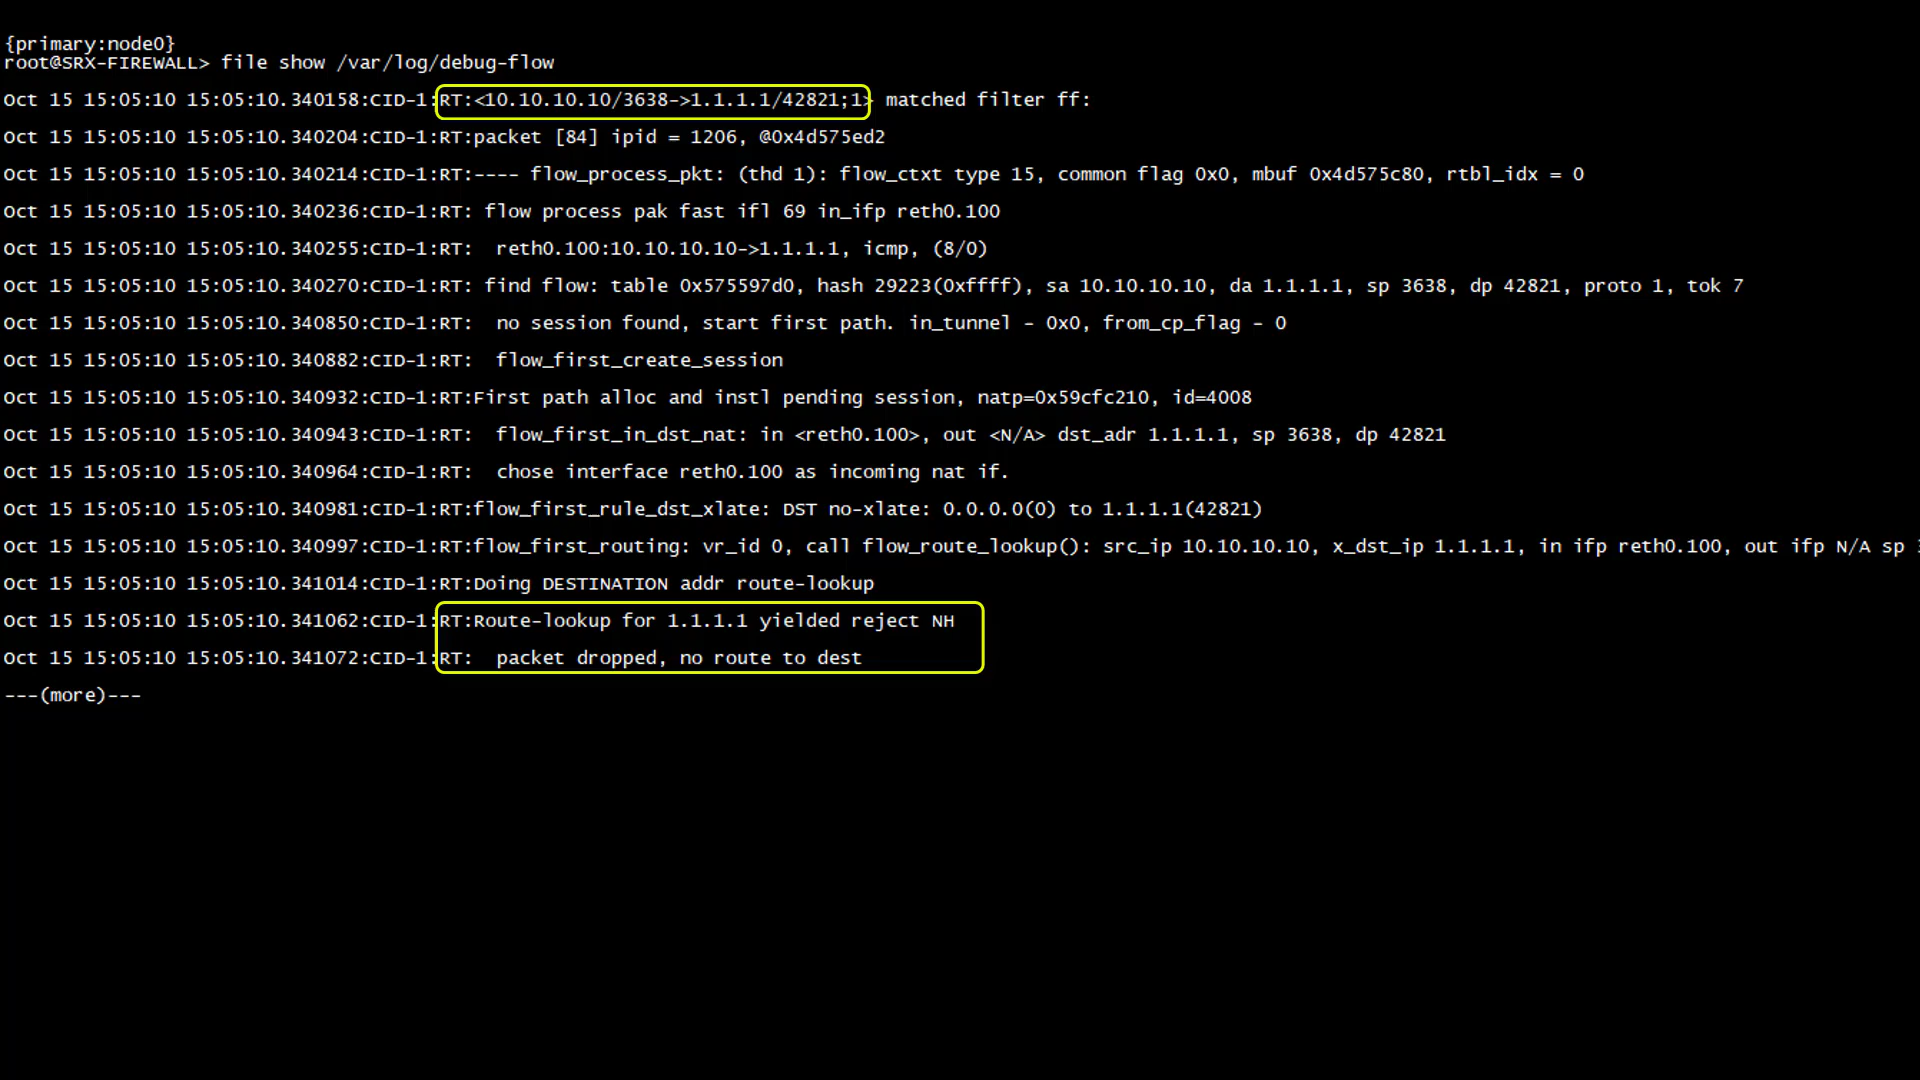 {primary:node0}
root@SRX-FIREWALL> file show /var/log/debug-flow
Oct 15 15:05:10 15:05:10.340158:CID-1:RT:<10.10.10.10/3638->1.1.1.1/42821;1> matched filter ff:
Oct 15 15:05:10 15:05:10.340204:CID-1:RT:packet [84] ipid = 1206, @0x4d575ed2
Oct 15 15:05:10 15:05:10.340214:CID-1:RT:---- flow_process_pkt: (thd 1): flow_ctxt type 15, common flag 0x0, mbuf 0x4d575c80, rtbl_idx = 0
Oct 15 15:05:10 15:05:10.340236:CID-1:RT: flow process pak fast ifl 69 in_ifp reth0.100
Oct 15 15:05:10 15:05:10.340255:CID-1:RT:  reth0.100:10.10.10.10->1.1.1.1, icmp, (8/0)
Oct 15 15:05:10 15:05:10.340270:CID-1:RT: find flow: table 0x575597d0, hash 29223(0xffff), sa 10.10.10.10, da 1.1.1.1, sp 3638, dp 42821, proto 1, tok 7
Oct 15 15:05:10 15:05:10.340850:CID-1:RT:  no session found, start first path. in_tunnel - 0x0, from_cp_flag - 0
Oct 15 15:05:10 15:05:10.340882:CID-1:RT:  flow_first_create_session
Oct 15 15:05:10 15:05:10.340932:CID-1:RT:First path alloc and instl pending session, natp=0x59cfc210, id=4008
Oct 15 15:05:10 15:05:10.340943:CID-1:RT:  flow_first_in_dst_nat: in <reth0.100>, out <N/A> dst_adr 1.1.1.1, sp 3638, dp 42821
Oct 15 15:05:10 15:05:10.340964:CID-1:RT:  chose interface reth0.100 as incoming nat if.
Oct 15 15:05:10 15:05:10.340981:CID-1:RT:flow_first_rule_dst_xlate: DST no-xlate: 0.0.0.0(0) to 1.1.1.1(42821)
Oct 15 15:05:10 15:05:10.340997:CID-1:RT:flow_first_routing: vr_id 0, call flow_route_lookup(): src_ip 10.10.10.10, x_dst_ip 1.1.1.1, in ifp reth0.100, out ifp N/A sp
Oct 15 15:05:10 15:05:10.341014:CID-1:RT:Doing DESTINATION addr route-lookup
Oct 15 15:05:10 15:05:10.341062:CID-1:RT:Route-lookup for 1.1.1.1 yielded reject NH
Oct 15 15:05:10 15:05:10.341072:CID-1:RT:  packet dropped, no route to dest
---(more)---